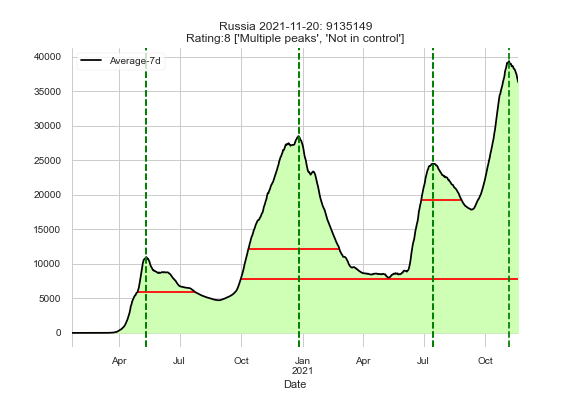 Russia 2021-11-20: 9135149
Rating:8 ['Multiple peaks', 'Not in control']
Average-7d
40000
35000
30000
25000
20000
15000
10000
5000
0
Apr Jul Oct Jan Apr Jul Oct
2021
Date